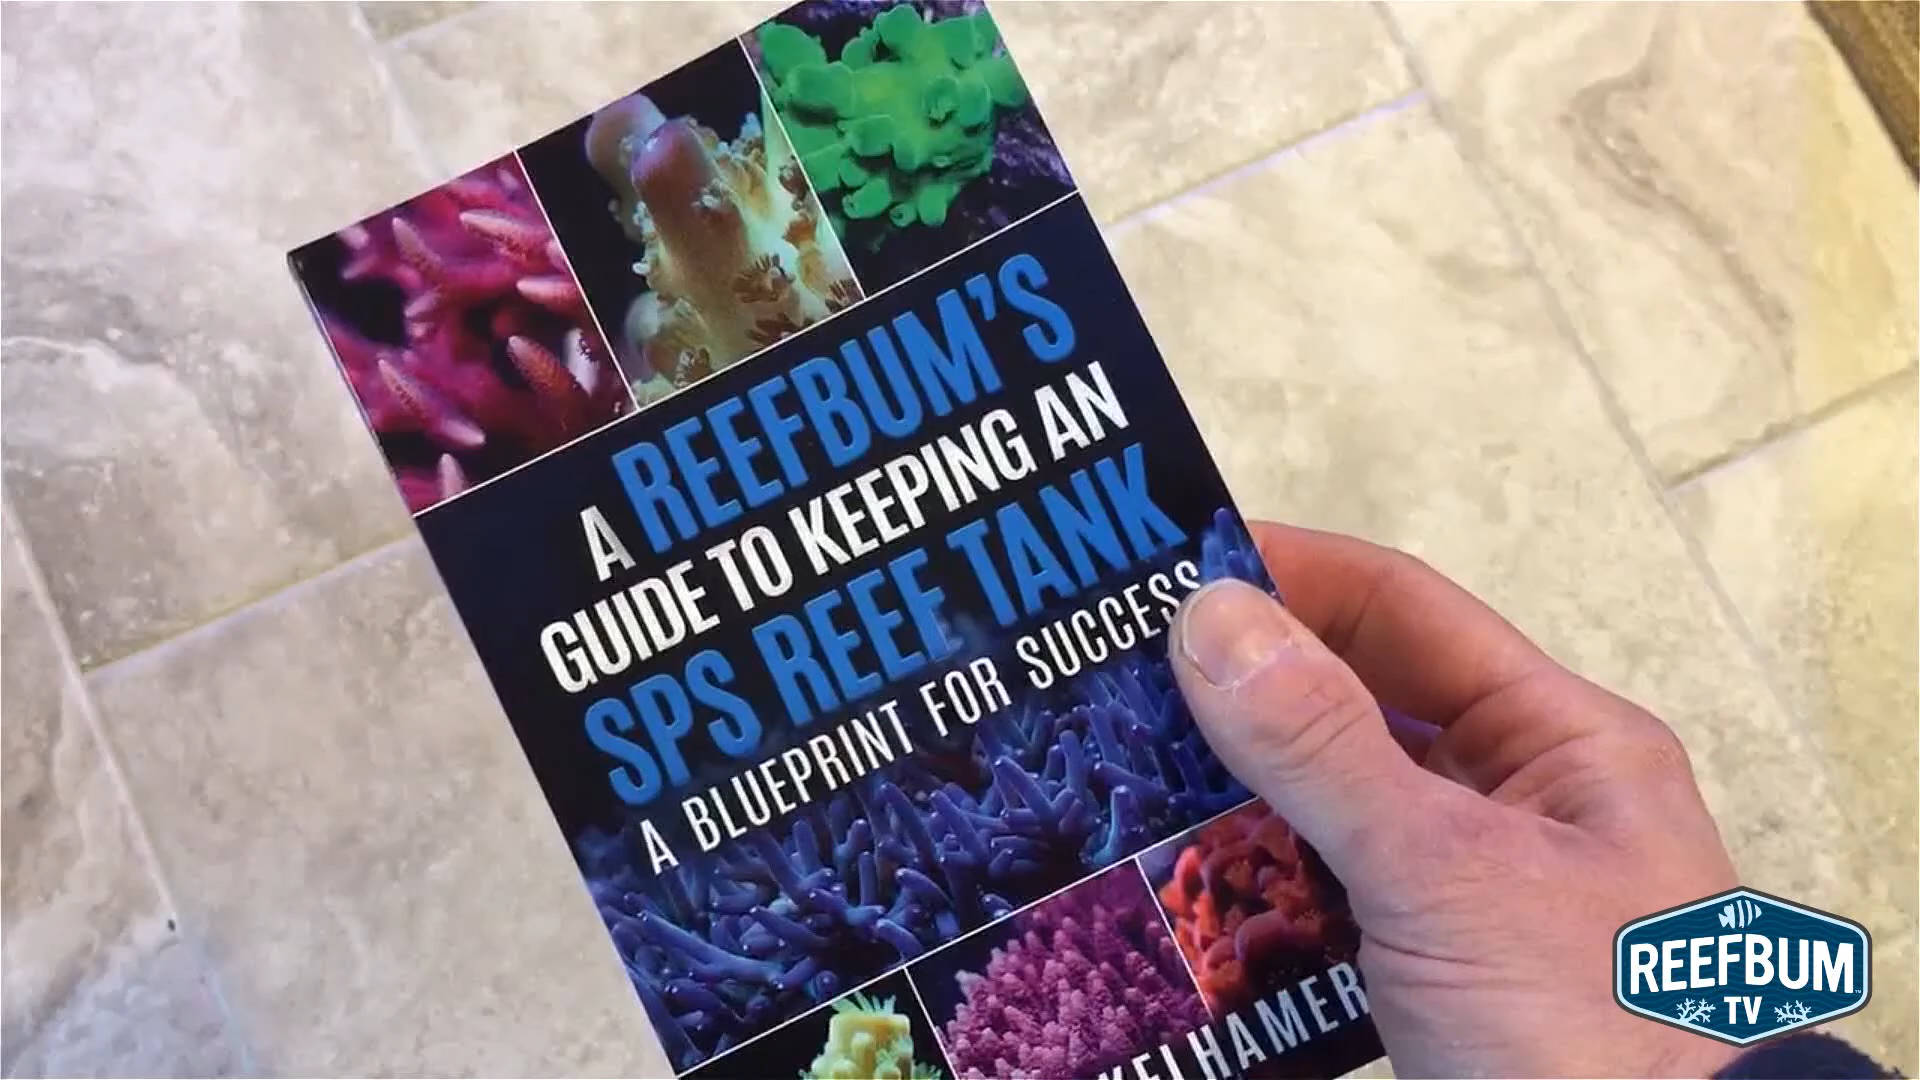 A REEFBUM'S
GUIDE TO KEEPING AN
SPS REEF TANK
A BLUEPRINT FOR SUCCESS
REEFBUM
TV